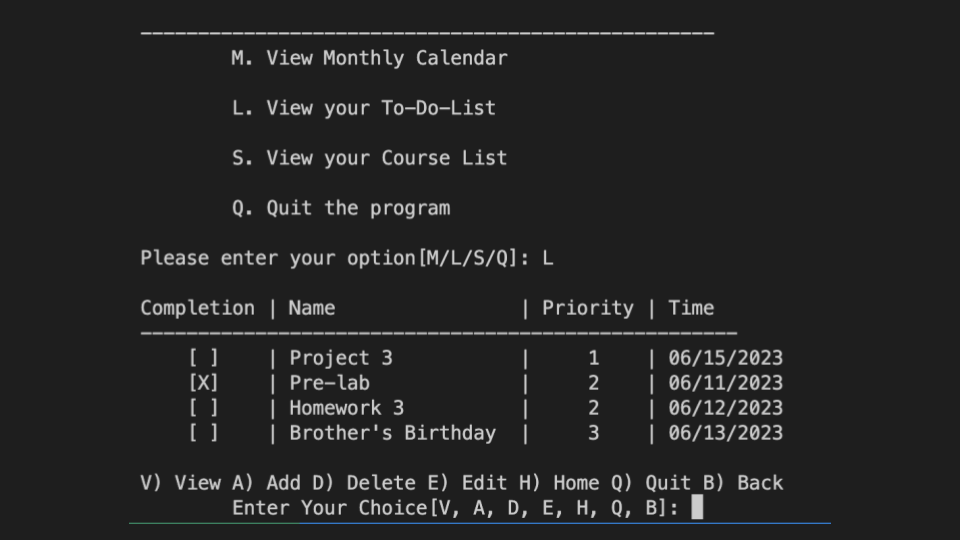 --------------------------------------------------
M. View Monthly Calendar
L. View your To-Do-List
S. View your Course List
Q. Quit the program
Please enter your option[M/L/S/Q]: L
Completion | Name | Priority | Time
----------------------------------------------------
[ ] | Project 3 | 1 | 06/15/2023
[X] | Pre-lab | 2 | 06/11/2023
[ ] | Homework 3 | 2 | 06/12/2023
[ ] | Brother's Birthday | 3 | 06/13/2023
V) View A) Add D) Delete E) Edit H) Home Q) Quit B) Back
Enter Your Choice[V, A, D, E, H, Q, B]: